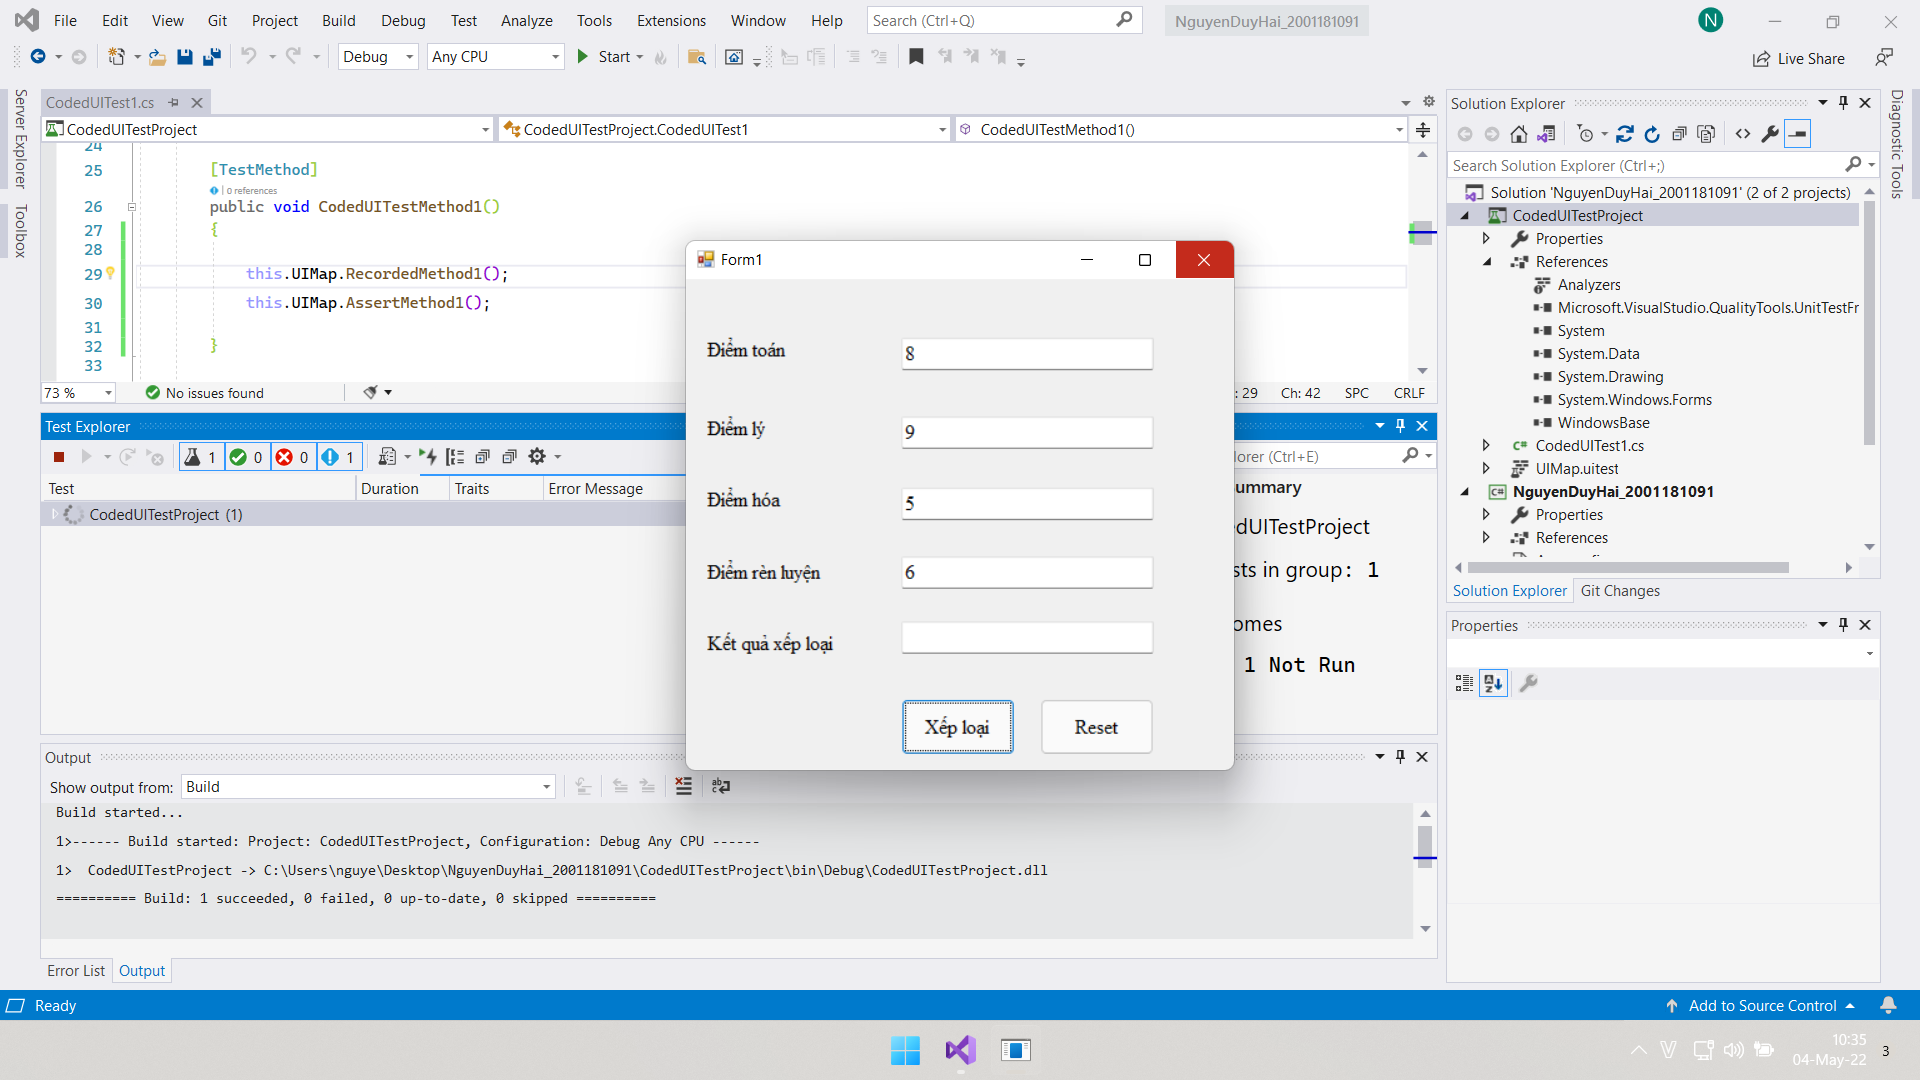 File Edit View Git Project Build Debug Test Analyze Tools Extensions Window Help Search (Ctrl+Q) NguyenDuyHai_2001181091 N
Debug Any CPU Start Live Share
Server Explorer
Toolbox
CodedUITest1.cs
CodedUITestProject CodedUITestProject.CodedUITest1 CodedUITestMethod1()
24
25 [TestMethod]
0 references
26 public void CodedUITestMethod1()
27 {
28
29 this.UIMap.RecordedMethod1();
30 this.UIMap.AssertMethod1();
31
32 }
33
73 % No issues found : 29 Ch: 42 SPC CRLF
Test Explorer
1 0 0 1 lorer (Ctrl+E)
Test Duration Traits Error Message
CodedUITestProject (1)
ummary
dUITestProject
sts in group: 1
omes
1 Not Run
Form1
Điểm toán 8
Điểm lý 9
Điểm hóa 5
Điểm rèn luyện 6
Kết quả xếp loại
Xếp loại Reset
Output
Show output from: Build
Build started...
1>------ Build started: Project: CodedUITestProject, Configuration: Debug Any CPU ------
1>  CodedUITestProject -> C:\Users\nguye\Desktop\NguyenDuyHai_2001181091\CodedUITestProject\bin\Debug\CodedUITestProject.dll
========== Build: 1 succeeded, 0 failed, 0 up-to-date, 0 skipped ==========
Error List Output
Solution Explorer
Search Solution Explorer (Ctrl+;)
Solution 'NguyenDuyHai_2001181091' (2 of 2 projects)
CodedUITestProject
Properties
References
Analyzers
Microsoft.VisualStudio.QualityTools.UnitTestFr
System
System.Data
System.Drawing
System.Windows.Forms
WindowsBase
C# CodedUITest1.cs
UIMap.uitest
C# NguyenDuyHai_2001181091
Properties
References
Solution Explorer Git Changes
Properties
Diagnostic Tools
Ready Add to Source Control
10:35
04-May-22 3